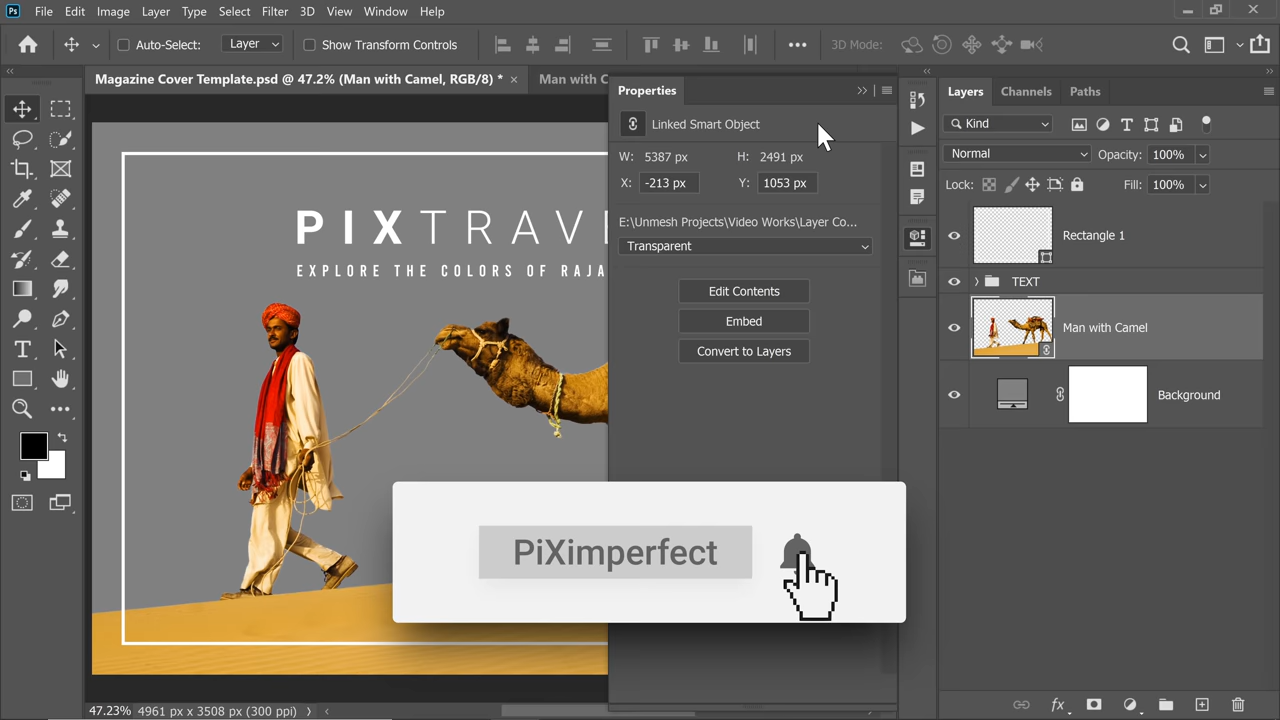 Ps File Edit Image Layer Type Select Filter 3D View Window Help
Auto-Select: Layer Show Transform Controls 3D Mode:
Magazine Cover Template.psd @ 47.2% (Man with Camel, RGB/8) * × Man with C
Properties
Linked Smart Object
W: 5387 px H: 2491 px
X: -213 px Y: 1053 px
E:\Unmesh Projects\Video Works\Layer Co...
Transparent
Edit Contents
Embed
Convert to Layers
PIXTRAVE
EXPLORE THE COLORS OF RAJA
PiXimperfect
47.23% 4961 px x 3508 px (300 ppi)
Layers Channels Paths
Kind
Normal Opacity: 100%
Lock: Fill: 100%
Rectangle 1
TEXT
Man with Camel
Background
fx